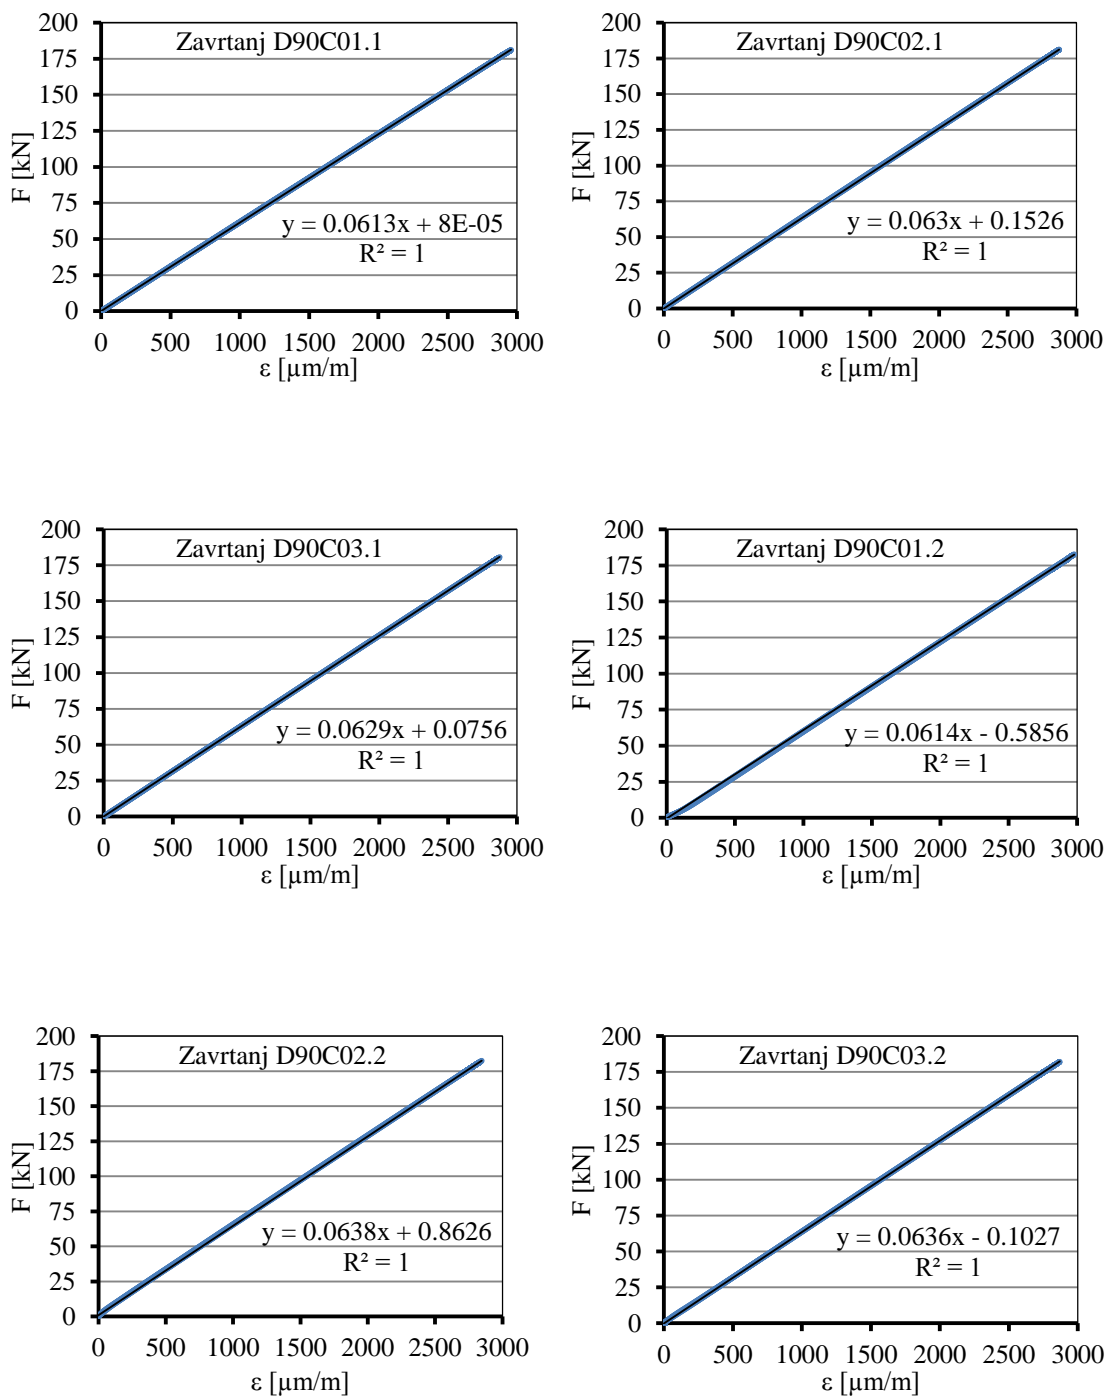 Zavrtanj D90C01.1
200
175
150
125
100
75
50
25
0
F [kN]
y = 0.0613x + 8E-05
R² = 1
0 500 1000 1500 2000 2500 3000
ε [µm/m]
Zavrtanj D90C02.1
200
175
150
125
100
75
50
25
0
F [kN]
y = 0.063x + 0.1526
R² = 1
0 500 1000 1500 2000 2500 3000
ε [µm/m]
Zavrtanj D90C03.1
200
175
150
125
100
75
50
25
0
F [kN]
y = 0.0629x + 0.0756
R² = 1
0 500 1000 1500 2000 2500 3000
ε [µm/m]
Zavrtanj D90C01.2
200
175
150
125
100
75
50
25
0
F [kN]
y = 0.0614x - 0.5856
R² = 1
0 500 1000 1500 2000 2500 3000
ε [µm/m]
Zavrtanj D90C02.2
200
175
150
125
100
75
50
25
0
F [kN]
y = 0.0638x + 0.8626
R² = 1
0 500 1000 1500 2000 2500 3000
ε [µm/m]
Zavrtanj D90C03.2
200
175
150
125
100
75
50
25
0
F [kN]
y = 0.0636x - 0.1027
R² = 1
0 500 1000 1500 2000 2500 3000
ε [µm/m]